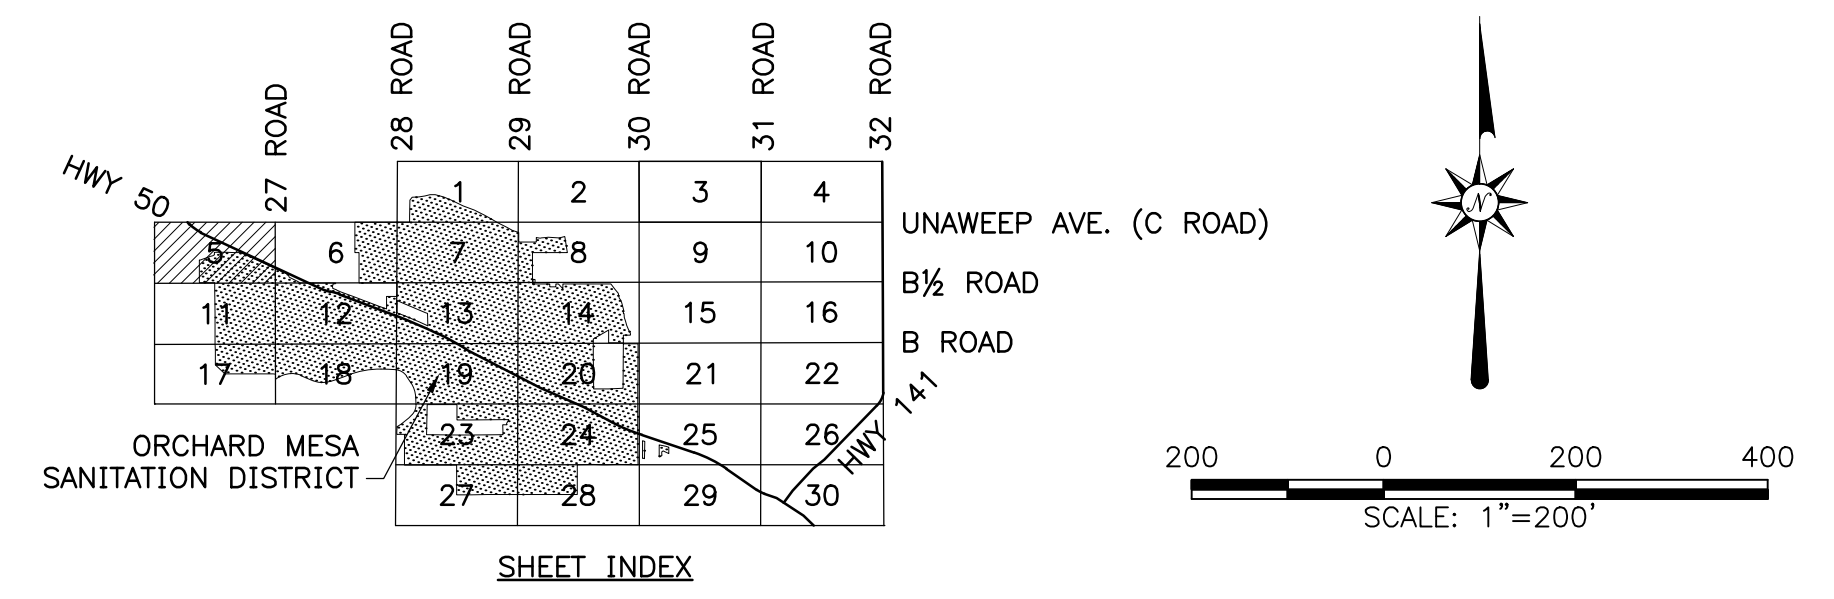 HWY 50
27 ROAD
28 ROAD
29 ROAD
30 ROAD
31 ROAD
32 ROAD
1 2 3 4
5 6 7 8 9 10
11 12 13 14 15 16
17 18 19 20 21 22
23 24 25 26
27 28 29 30
UNAWEEP AVE. (C ROAD)
B½ ROAD
B ROAD
HWY 141
ORCHARD MESA
SANITATION DISTRICT
SHEET INDEX
N
200 0 200 400
SCALE: 1"=200'